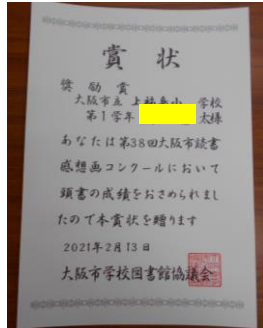 賞状
奨励賞
大阪市立上福島小学校
第1学年 太様
あなたは第38回大阪市読書
感想画コンクールにおいて
頭書の成績をおさめられまし
たので本賞状を贈ります
2021年2月13日
大阪市学校図書館協議会